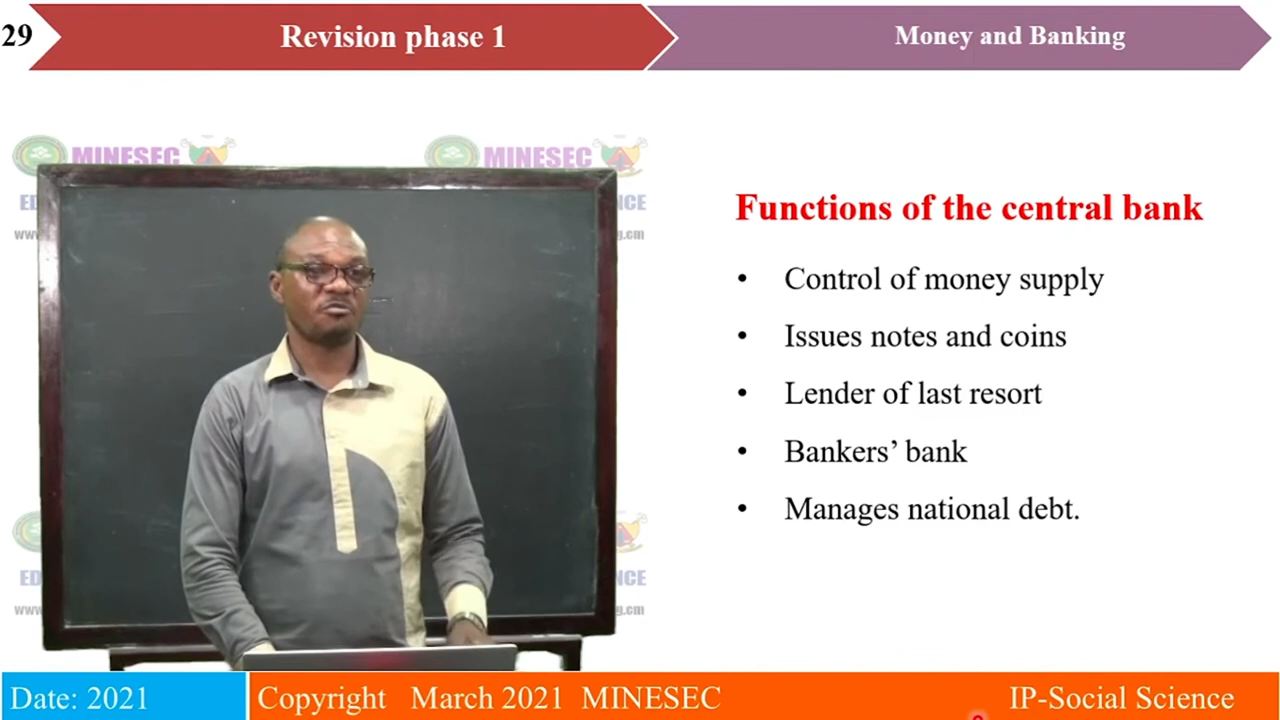 29
Revision phase 1
Money and Banking
MINESEC
MINESEC
Functions of the central bank
• Control of money supply
• Issues notes and coins
• Lender of last resort
• Bankers’ bank
• Manages national debt.
Date: 2021
Copyright March 2021 MINESEC
IP-Social Science